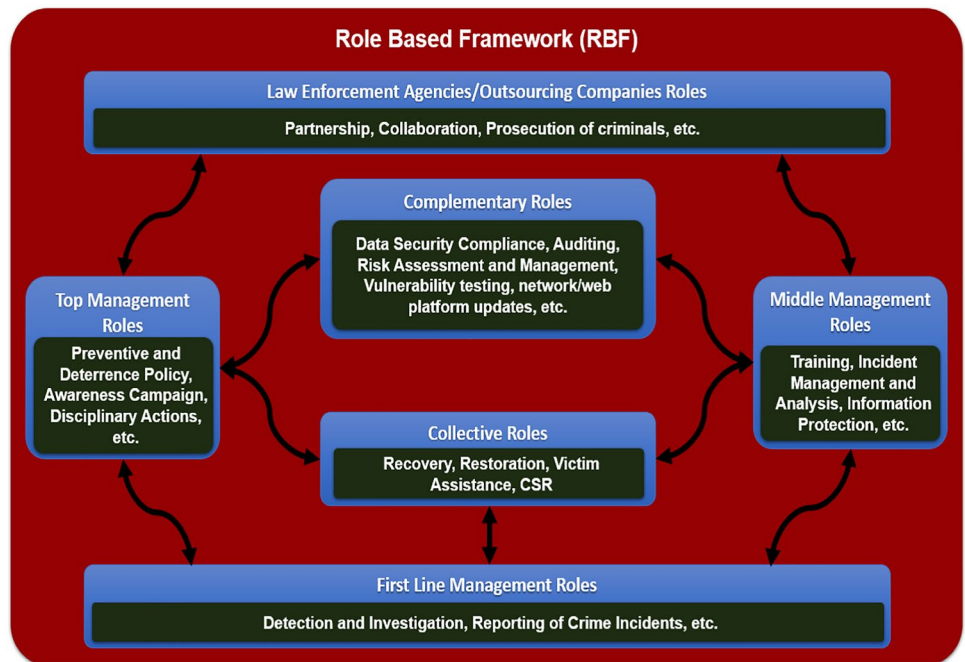 Role Based Framework (RBF)
Law Enforcement Agencies/Outsourcing Companies Roles
Partnership, Collaboration, Prosecution of criminals, etc.
Complementary Roles
Data Security Compliance, Auditing,
Risk Assessment and Management,
Vulnerability testing, network/web
platform updates, etc.
Top Management
Roles
Preventive and
Deterrence Policy,
Awareness Campaign,
Disciplinary Actions,
etc.
Middle Management
Roles
Training, Incident
Management and
Analysis, Information
Protection, etc.
Collective Roles
Recovery, Restoration, Victim
Assistance, CSR
First Line Management Roles
Detection and Investigation, Reporting of Crime Incidents, etc.